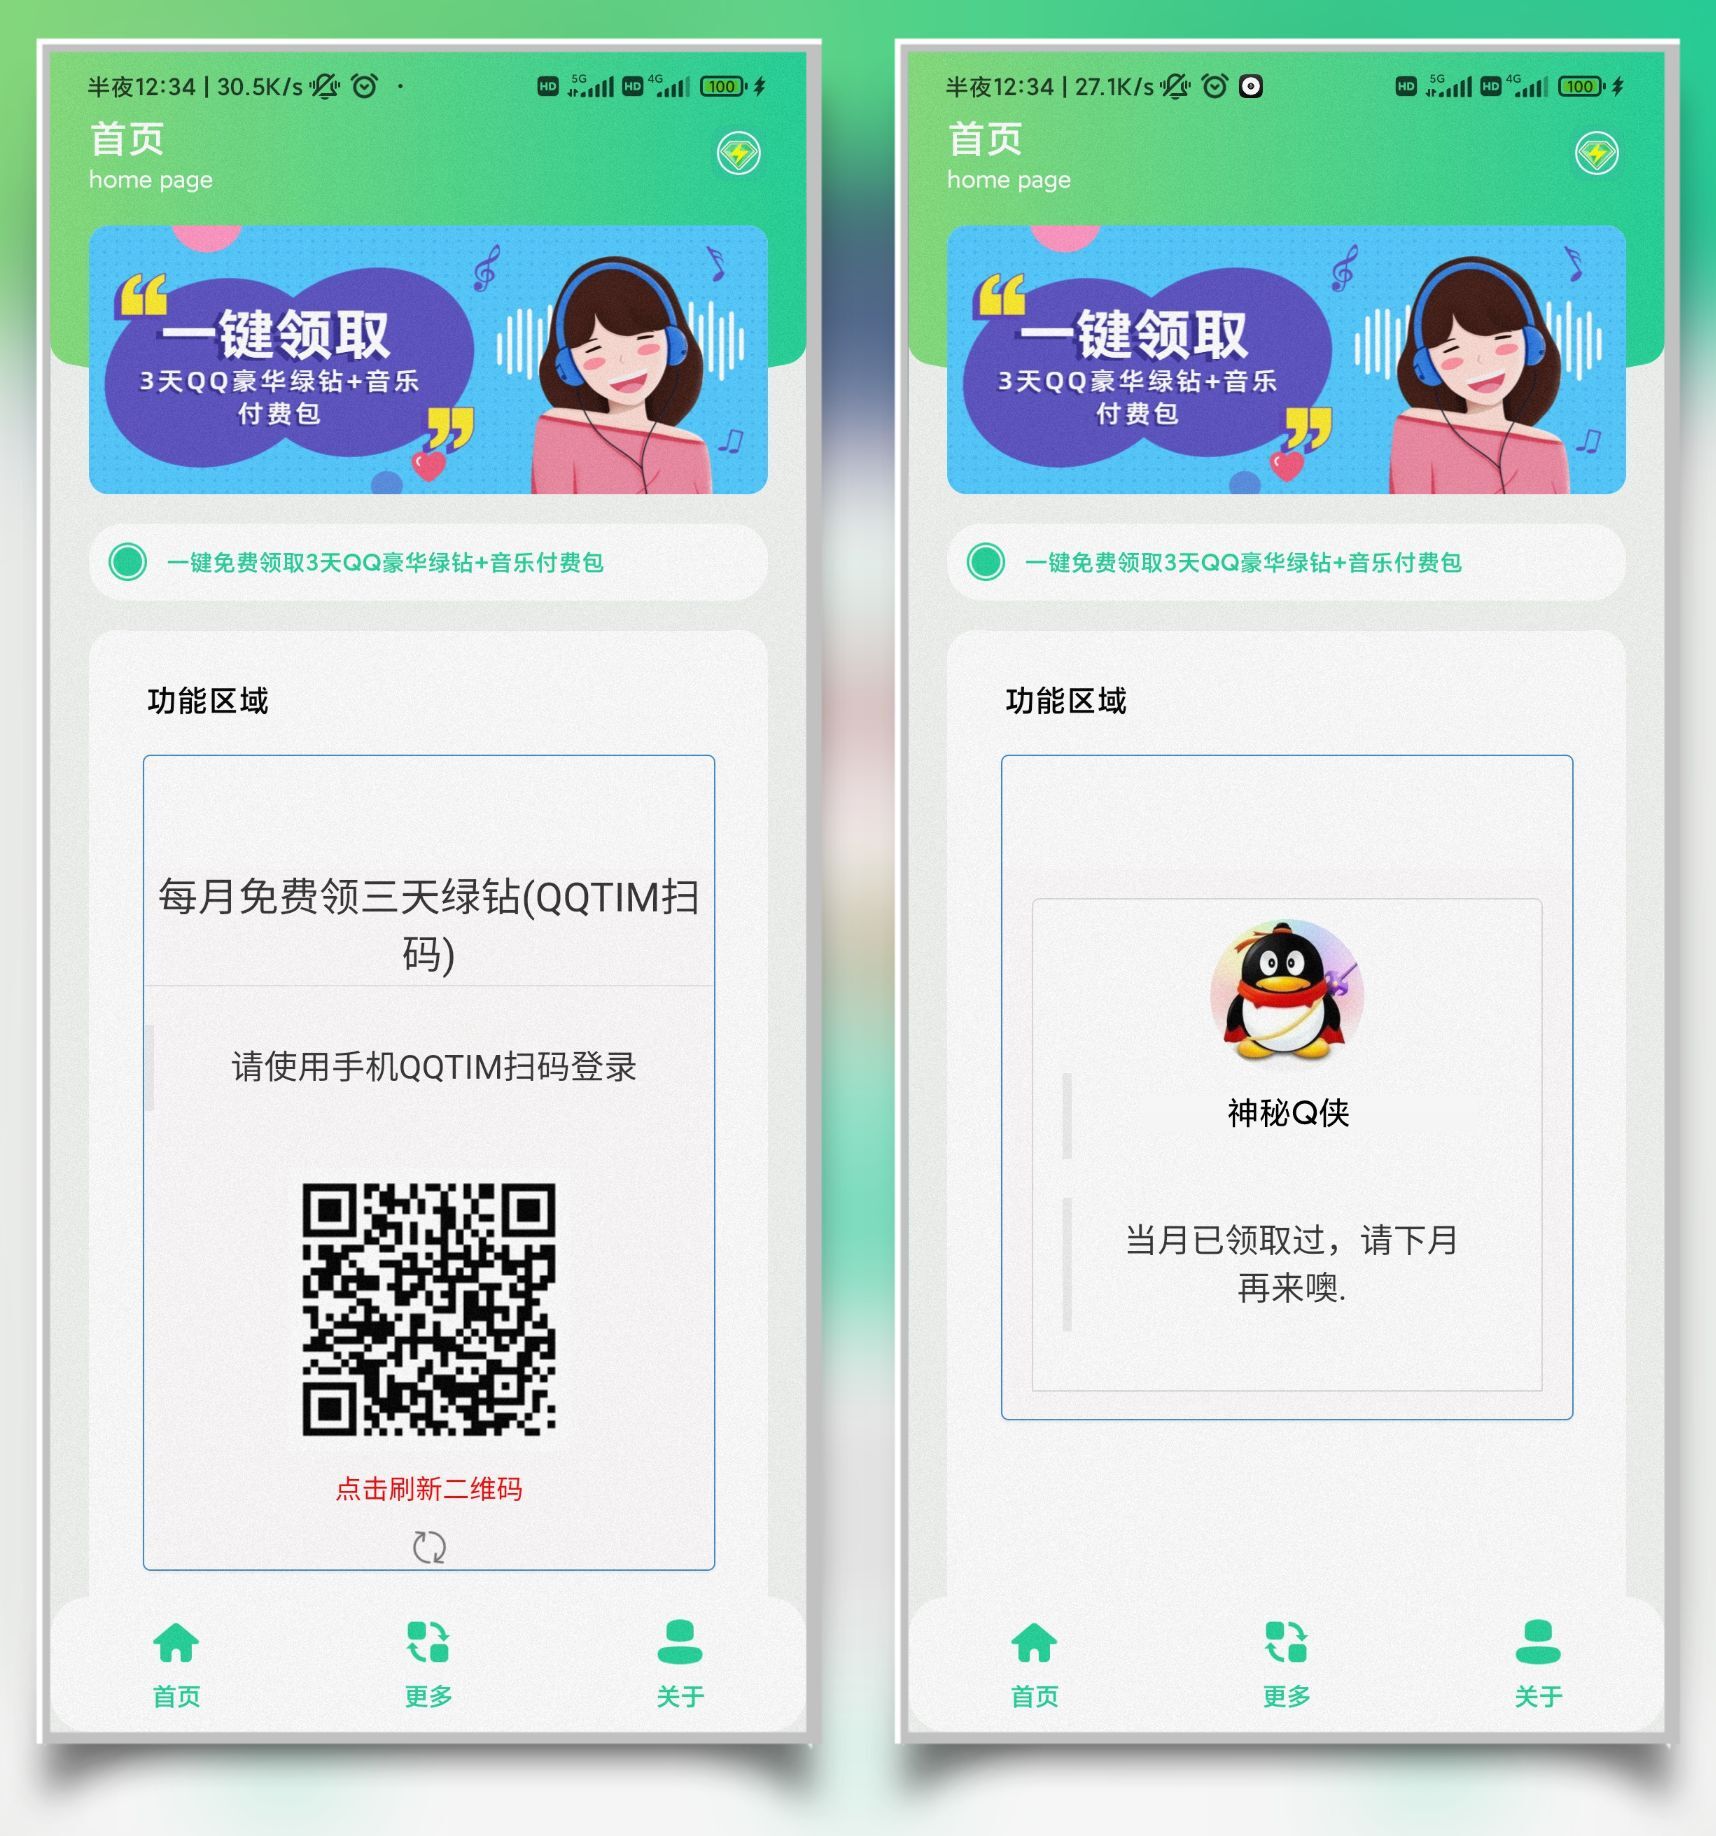 半夜12:34 | 30.5K/s
HD 5G HD 4G 100
首页
home page
一键领取
3天QQ豪华绿钻+音乐
付费包
一键免费领取3天QQ豪华绿钻+音乐付费包
功能区域
每月免费领三天绿钻(QQTIM扫
码)
请使用手机QQTIM扫码登录
点击刷新二维码
首页
更多
关于
半夜12:34 | 27.1K/s
HD 5G HD 4G 100
首页
home page
一键领取
3天QQ豪华绿钻+音乐
付费包
一键免费领取3天QQ豪华绿钻+音乐付费包
功能区域
神秘Q侠
当月已领取过，请下月
再来噢.
首页
更多
关于